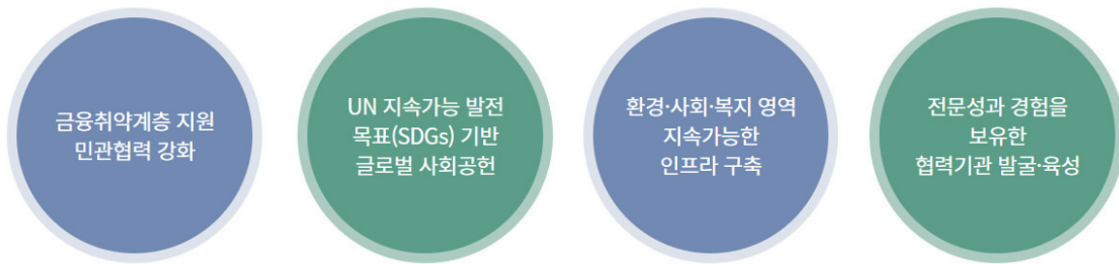 금융취약계층 지원
민관협력 강화
UN 지속가능 발전
목표(SDGs) 기반
글로벌 사회공헌
환경·사회·복지 영역
지속가능한
인프라 구축
전문성과 경험을
보유한
협력기관 발굴·육성